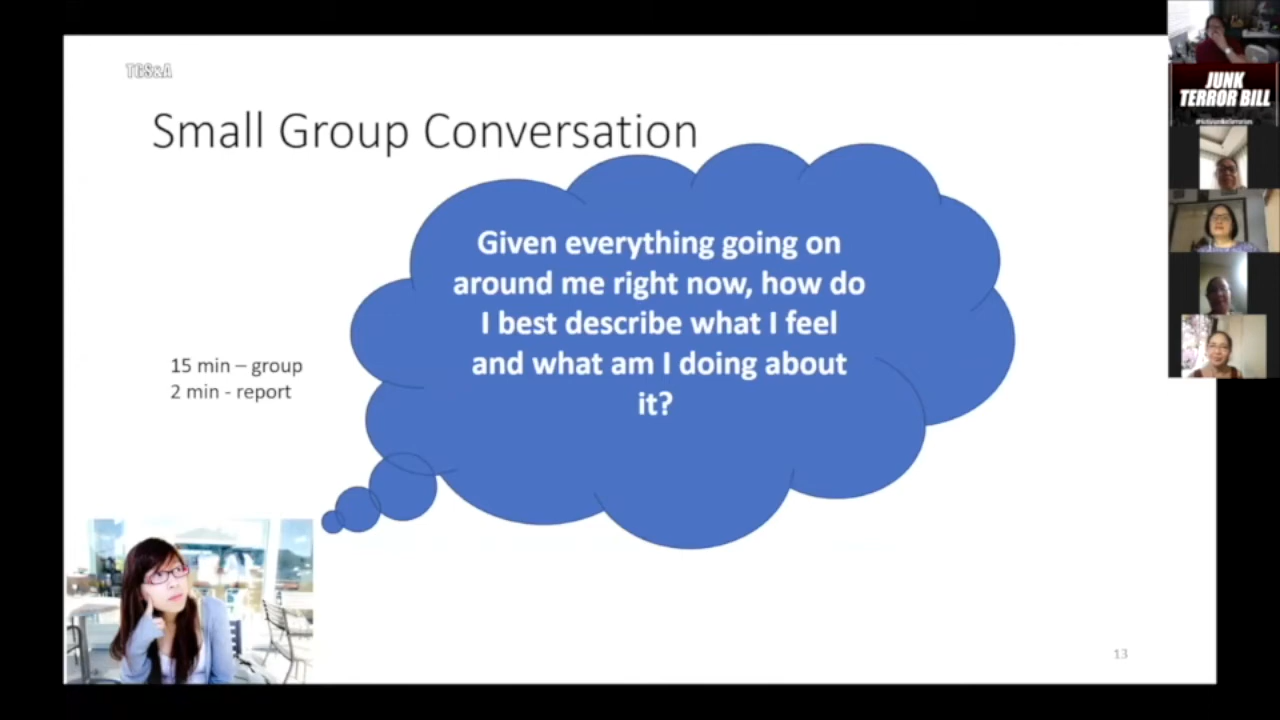 TGS&A
Small Group Conversation
Given everything going on
around me right now, how do
I best describe what I feel
and what am I doing about
it?
15 min – group
2 min - report
13
JUNK
TERROR BILL